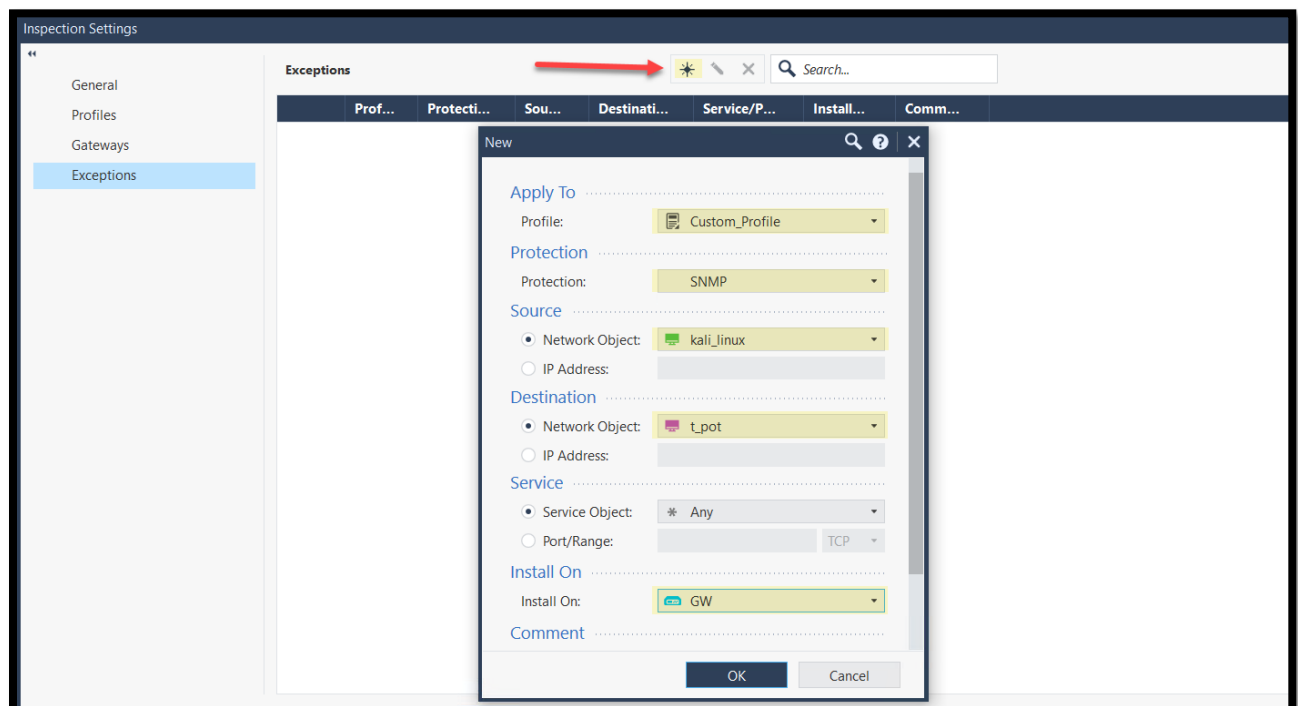 Inspection Settings
General
Profiles
Gateways
Exceptions
Exceptions
Search...
Prof... Protecti... Sou... Destinati... Service/P... Install... Comm...
New
Apply To
Profile: Custom_Profile
Protection
Protection: SNMP
Source
Network Object: kali_linux
IP Address:
Destination
Network Object: t_pot
IP Address:
Service
Service Object: Any
Port/Range: TCP
Install On
Install On: GW
Comment
OK Cancel